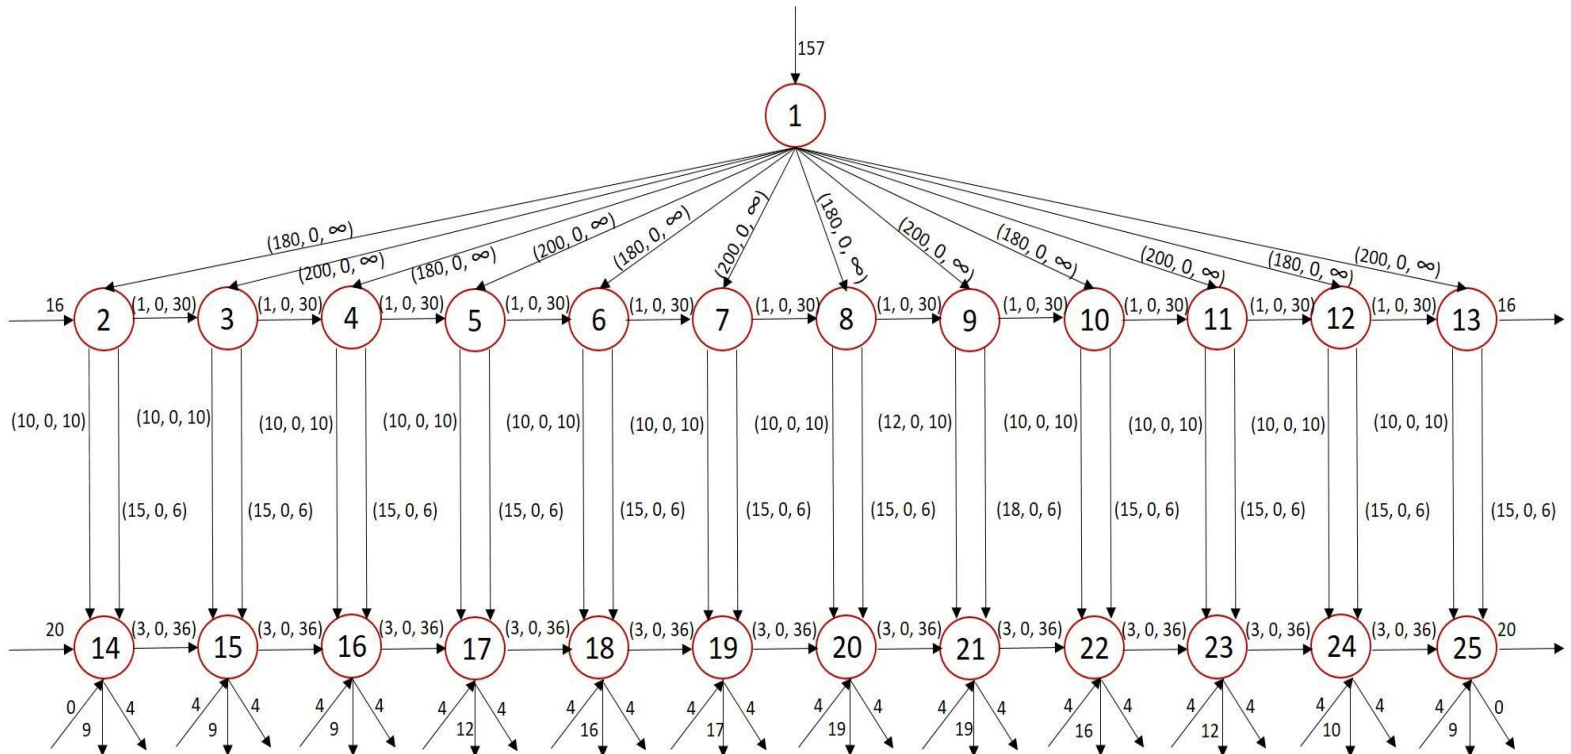 157
1
(180, 0, ∞)
(200, 0, ∞)
(180, 0, ∞)
(200, 0, ∞)
(180, 0, ∞)
(200, 0, ∞)
(180, 0, ∞)
(200, 0, ∞)
(180, 0, ∞)
(200, 0, ∞)
(180, 0, ∞)
(200, 0, ∞)
16 2 (1, 0, 30) 3 (1, 0, 30) 4 (1, 0, 30) 5 (1, 0, 30) 6 (1, 0, 30) 7 (1, 0, 30) 8 (1, 0, 30) 9 (1, 0, 30) 10 (1, 0, 30) 11 (1, 0, 30) 12 (1, 0, 30) 13 16
(10, 0, 10) (10, 0, 10) (10, 0, 10) (10, 0, 10) (10, 0, 10) (10, 0, 10) (10, 0, 10) (12, 0, 10) (10, 0, 10) (10, 0, 10) (10, 0, 10) (10, 0, 10)
(15, 0, 6) (15, 0, 6) (15, 0, 6) (15, 0, 6) (15, 0, 6) (15, 0, 6) (15, 0, 6) (18, 0, 6) (15, 0, 6) (15, 0, 6) (15, 0, 6) (15, 0, 6)
20 14 (3, 0, 36) 15 (3, 0, 36) 16 (3, 0, 36) 17 (3, 0, 36) 18 (3, 0, 36) 19 (3, 0, 36) 20 (3, 0, 36) 21 (3, 0, 36) 22 (3, 0, 36) 23 (3, 0, 36) 24 (3, 0, 36) 25 20
0 4 4 4 4 4 4 4 4 4 4 4 4 4 4 4 4 4 4 4 4 4 4 0
9 9 9 12 16 17 19 19 16 12 10 9